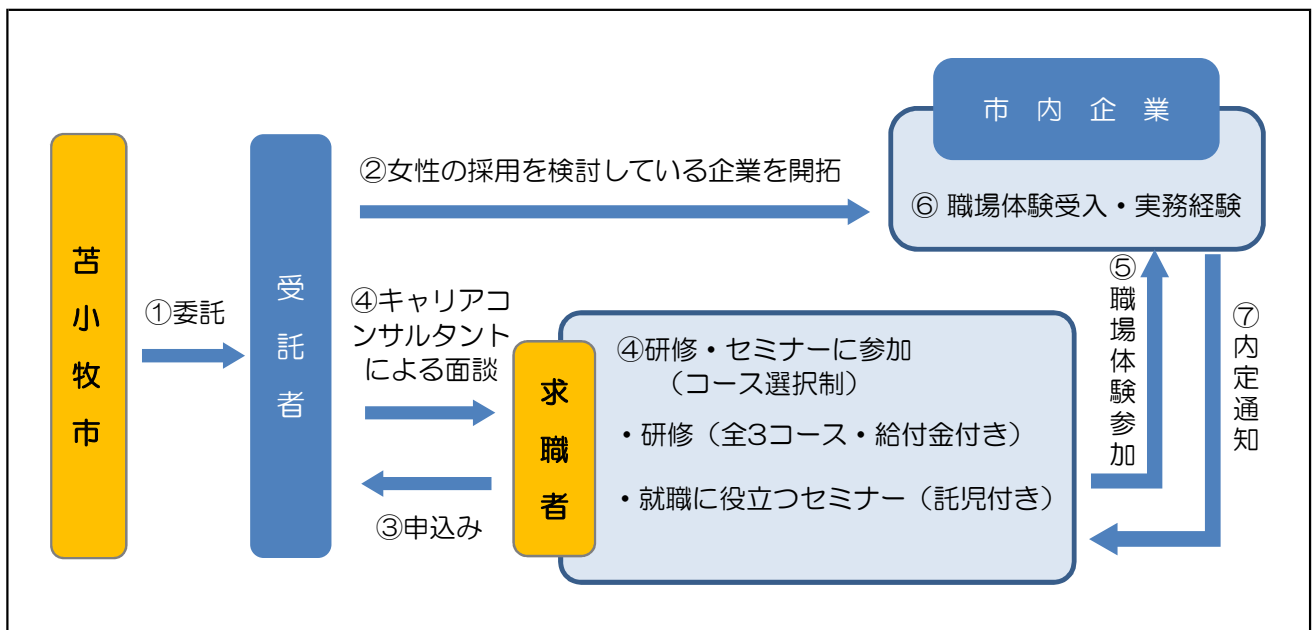 苫小牧市
①委託
受託者
②女性の採用を検討している企業を開拓
市内企業
⑥ 職場体験受入・実務経験
④キャリアコ
ンサルタント
による面談
③申込み
求職者
④研修・セミナーに参加
（コース選択制）
・研修（全3コース・給付金付き）
・就職に役立つセミナー（託児付き）
⑤職場体験参加
⑦内定通知